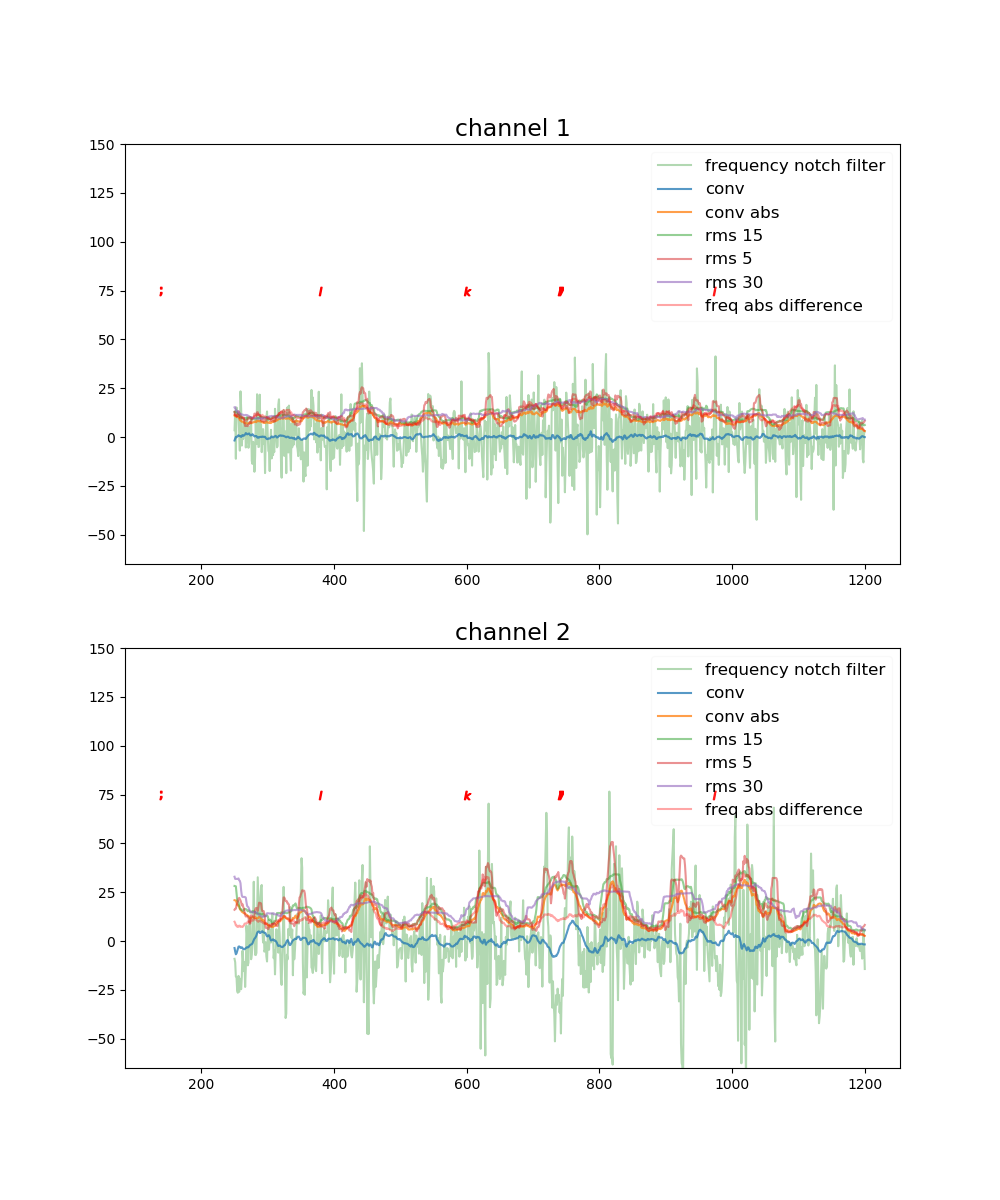 channel 1
150
125
100
75
50
25
0
−25
−50
200 400 600 800 1000 1200
frequency notch filter
conv
conv abs
rms 15
rms 5
rms 30
freq abs difference
; l k l
channel 2
150
125
100
75
50
25
0
−25
−50
200 400 600 800 1000 1200
frequency notch filter
conv
conv abs
rms 15
rms 5
rms 30
freq abs difference
; l k l